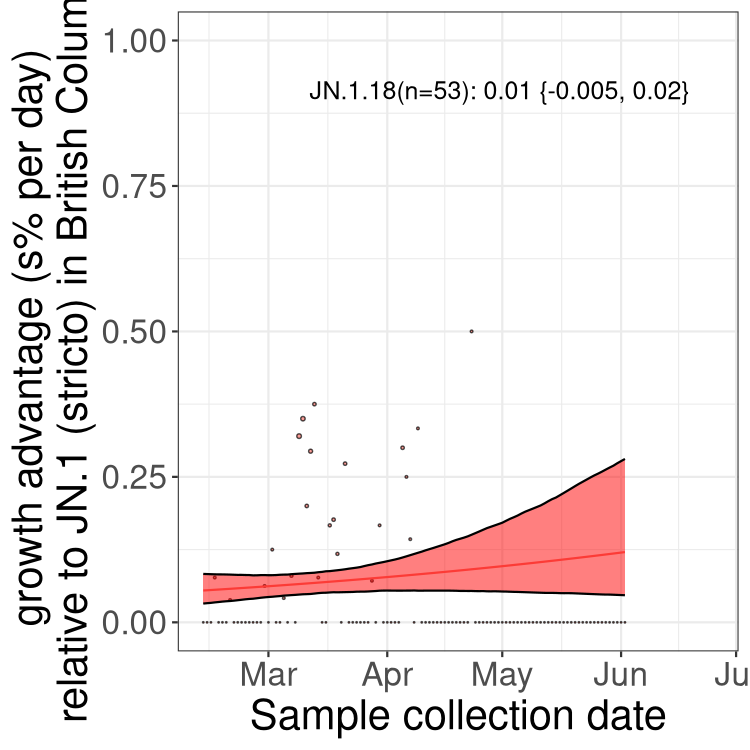 growth advantage (s% per day)
relative to JN.1 (stricto) in British Colum
1.00
0.75
0.50
0.25
0.00
JN.1.18(n=53): 0.01 {-0.005, 0.02}
Mar Apr May Jun Ju
Sample collection date